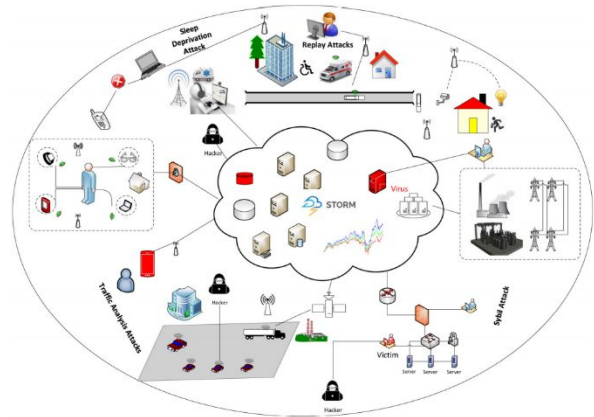 Sleep
Deprivation
Attack
Replay Attacks
Hacker
Virus
STORM
Traffic Analysis Attacks
Hacker
Sybil Attack
Victim
Server
Server
Server
Hacker